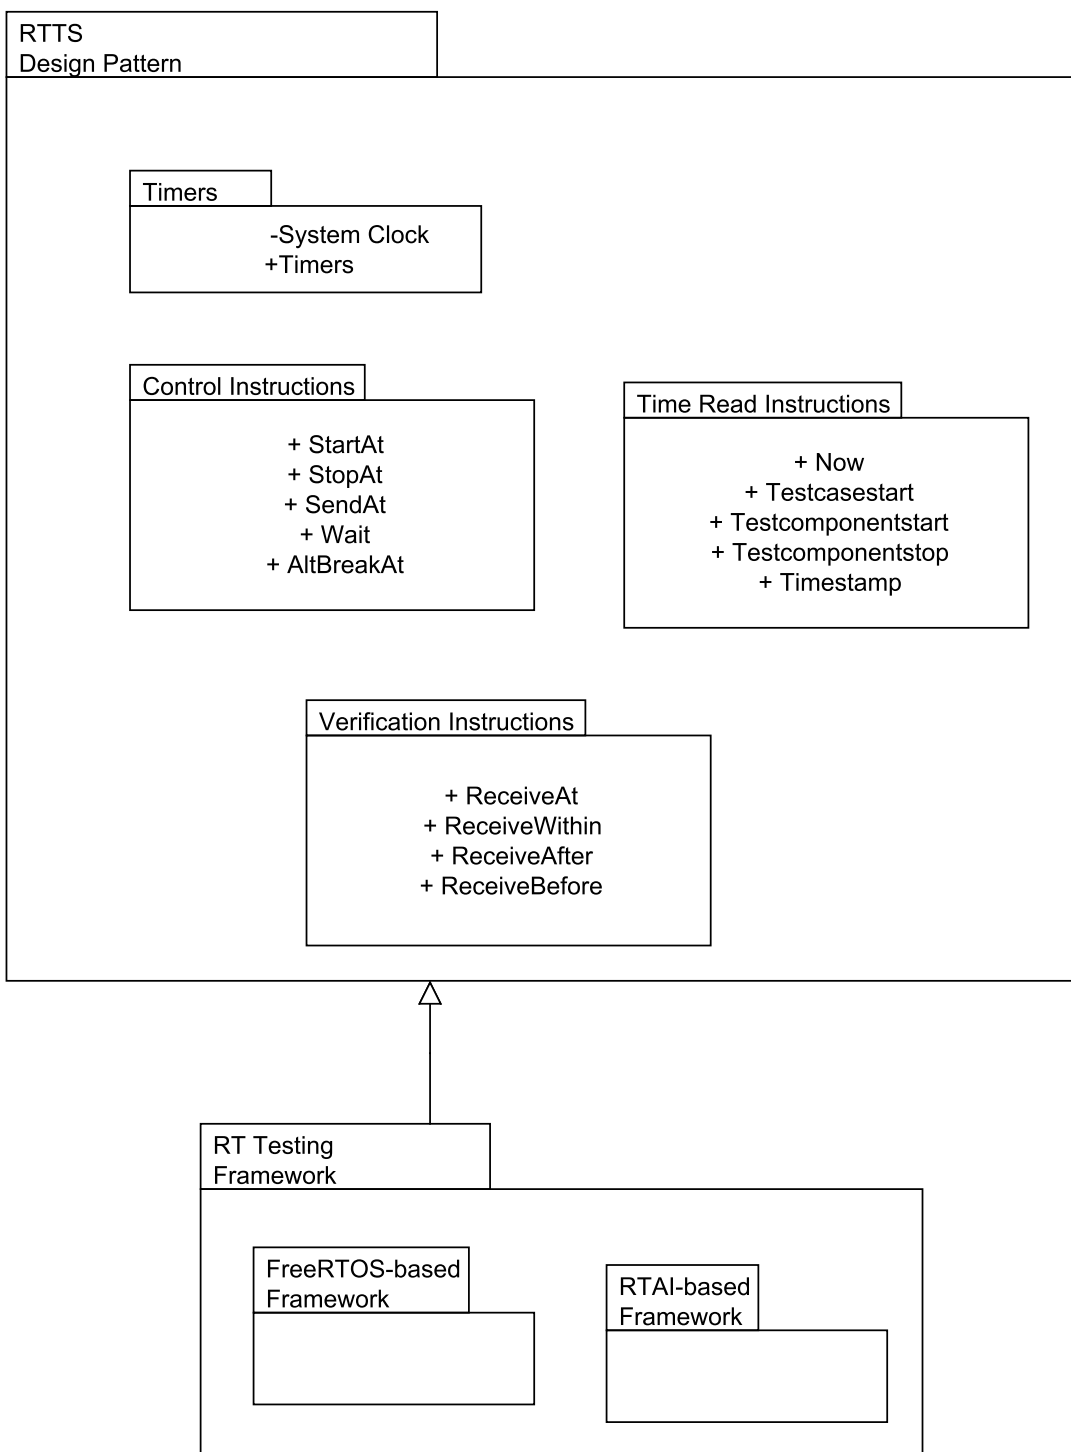 RTTS
Design Pattern
Timers
-System Clock
+Timers
Control Instructions
+ StartAt
+ StopAt
+ SendAt
+ Wait
+ AltBreakAt
Time Read Instructions
+ Now
+ Testcasestart
+ Testcomponentstart
+ Testcomponentstop
+ Timestamp
Verification Instructions
+ ReceiveAt
+ ReceiveWithin
+ ReceiveAfter
+ ReceiveBefore
RT Testing
Framework
FreeRTOS-based
Framework
RTAI-based
Framework